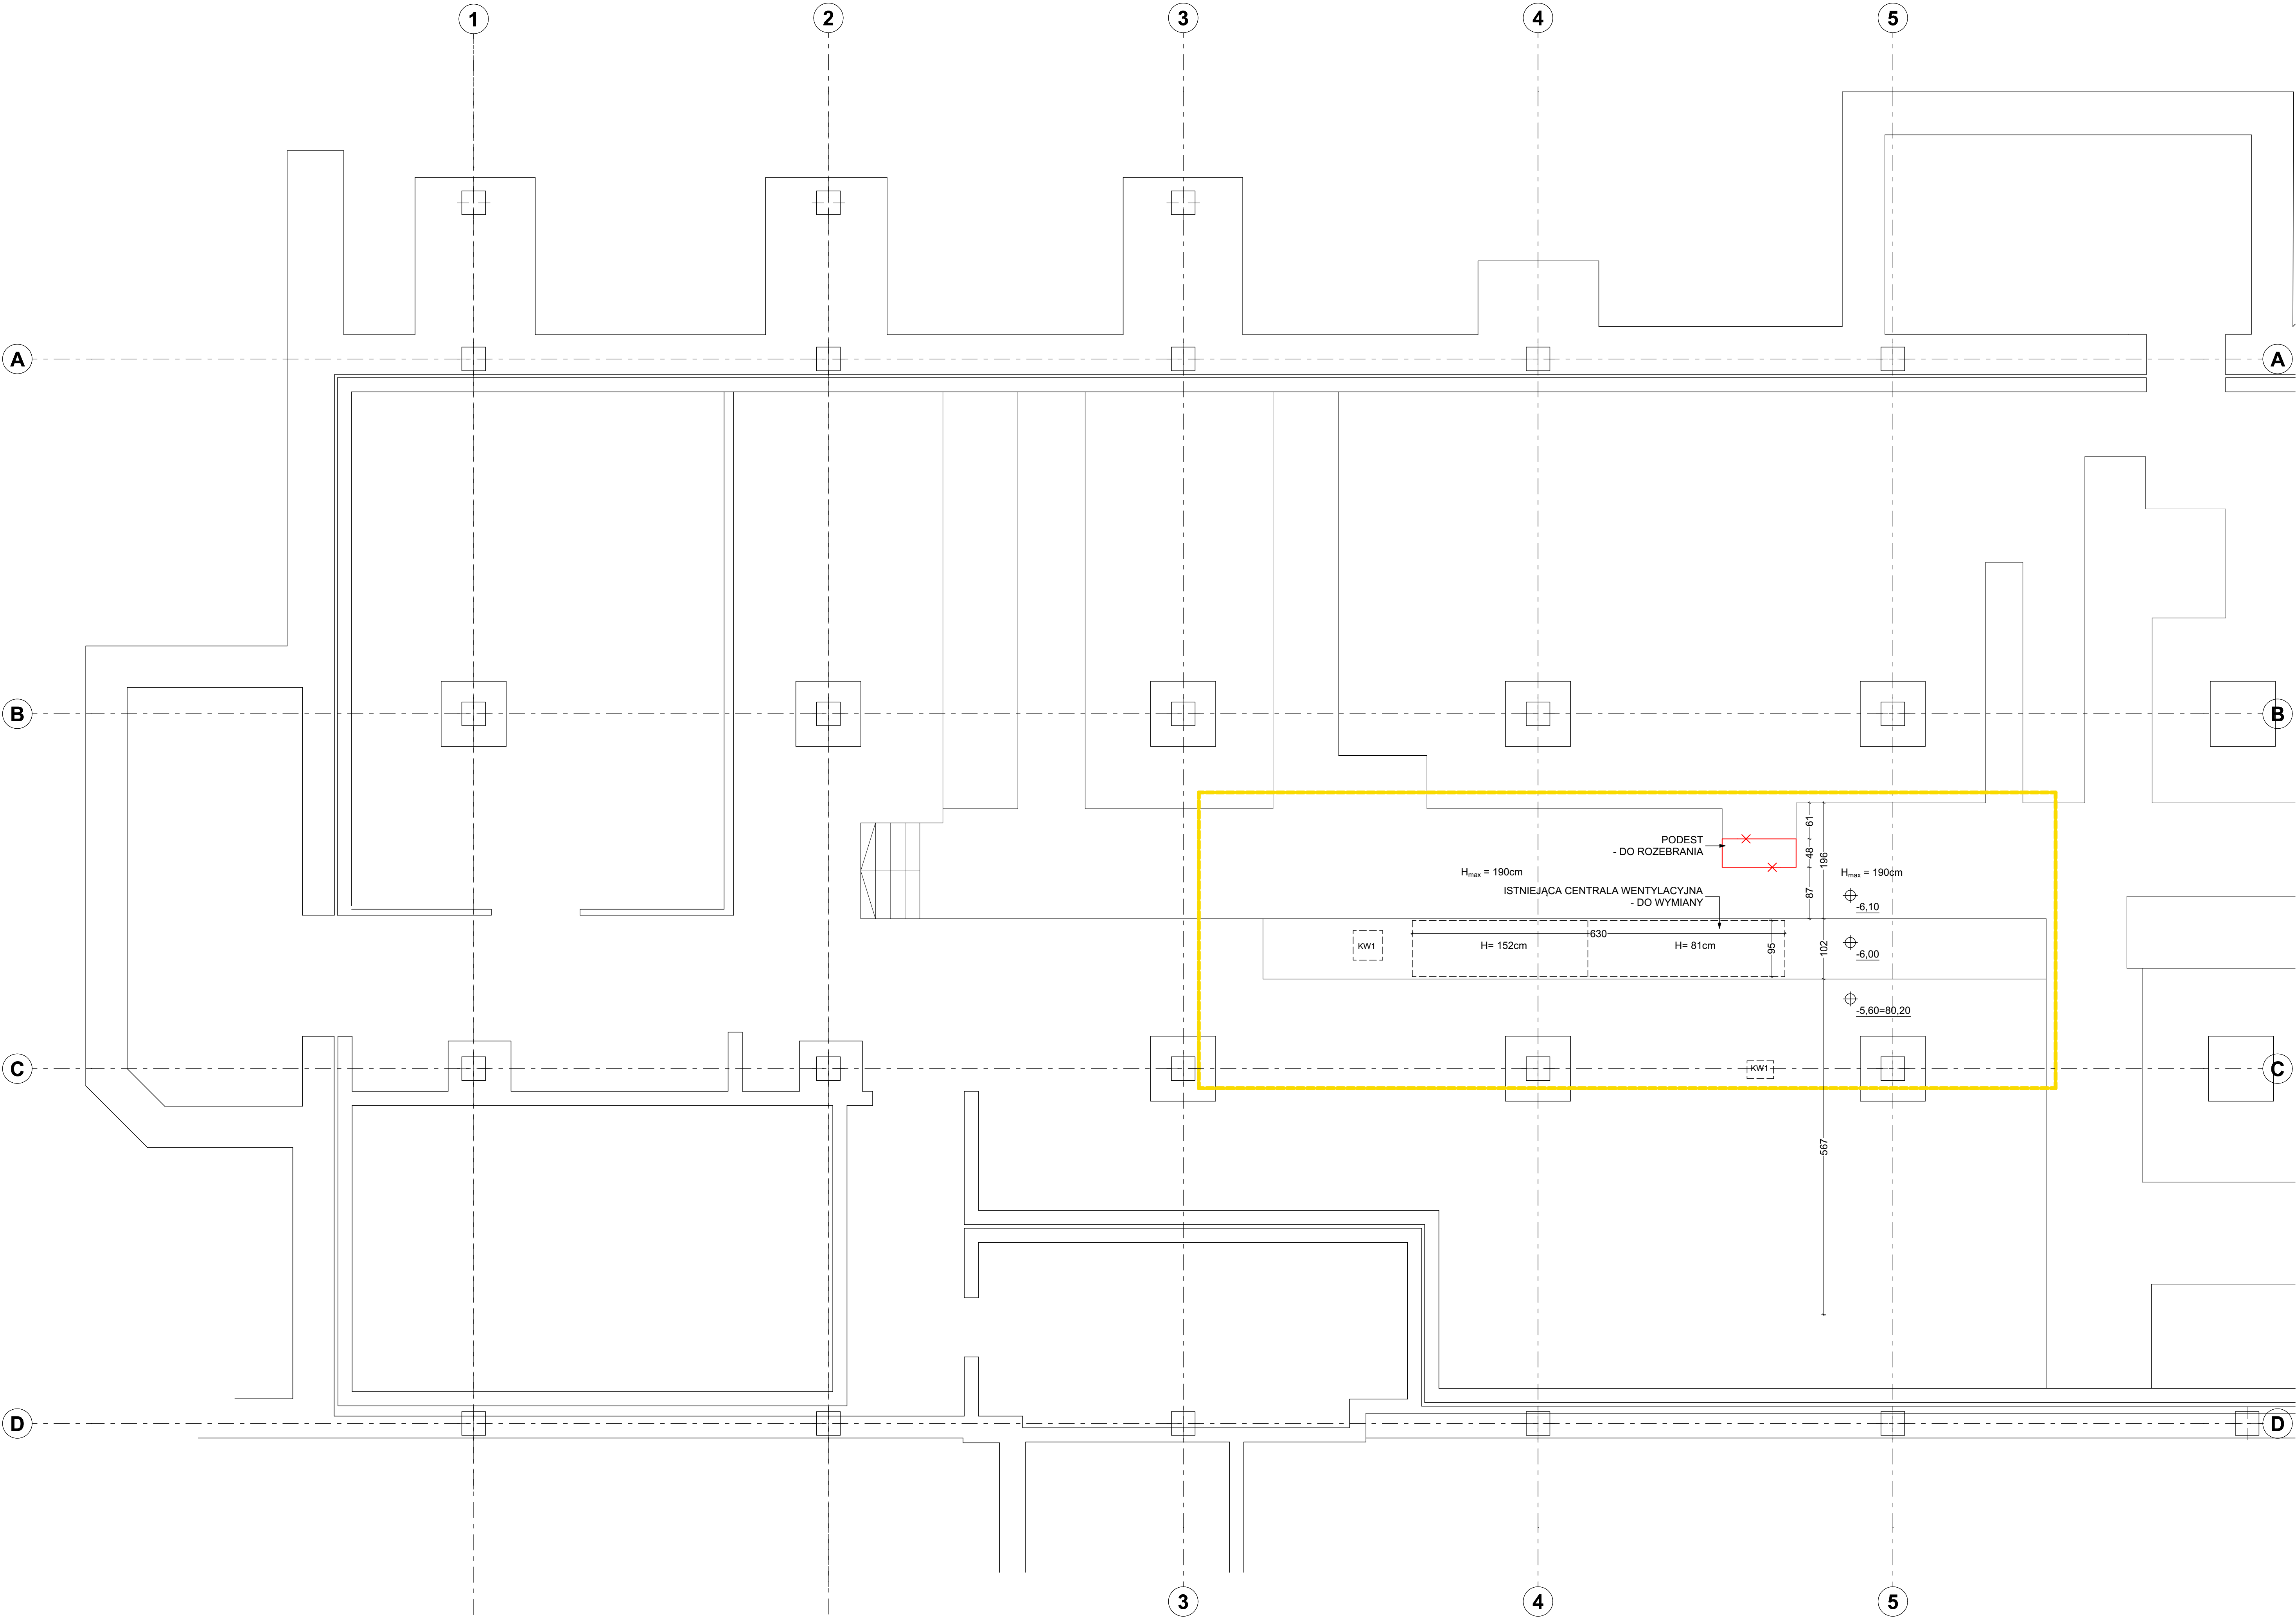 1
2
3
4
5
A
A
B
B
61
PODEST
- DO ROZEBRANIA
48
196
Hmax = 190cm
Hmax = 190cm
ISTNIEJĄCA CENTRALA WENTYLACYJNA
- DO WYMIANY
87
-6,10
630
KW1
H= 152cm
H= 81cm
95
102
-6,00
-5,60=80,20
C
KW1
C
567
D
D
3
4
5